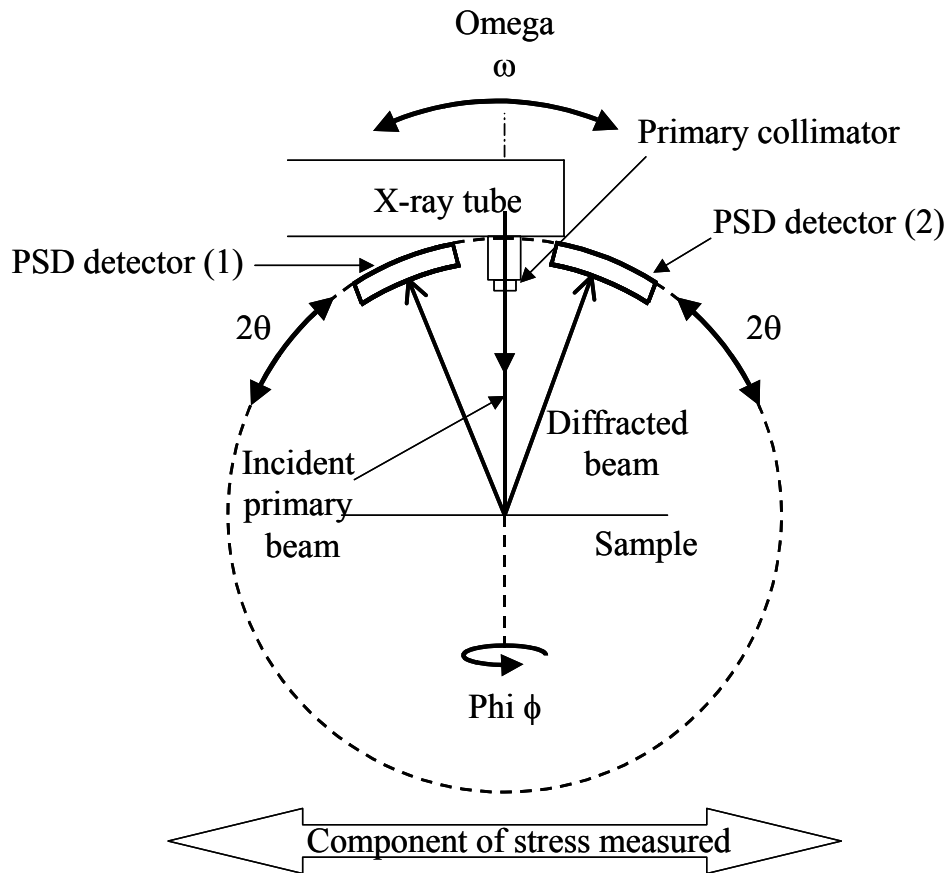 Omega
ω
Primary collimator
X-ray tube
PSD detector (2)
PSD detector (1)
2θ
2θ
Diffracted
beam
Incident
primary
beam
Sample
Phi ϕ
Component of stress measured